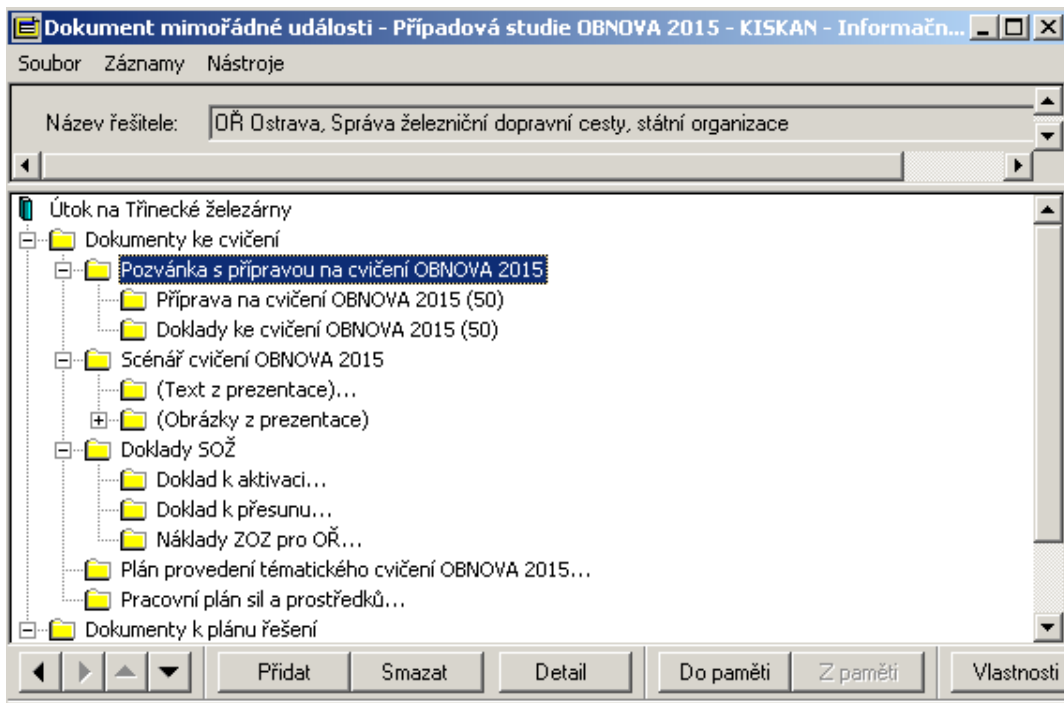 Dokument mimořádné události - Případová studie OBNOVA 2015 - KISKAN - Informačn...
Soubor Záznamy Nástroje
Název řešitele: OŘ Ostrava, Správa železniční dopravní cesty, státní organizace
Útok na Třinecké železárny
Dokumenty ke cvičení
Pozvánka s přípravou na cvičení OBNOVA 2015
Příprava na cvičení OBNOVA 2015 (50)
Doklady ke cvičení OBNOVA 2015 (50)
Scénář cvičení OBNOVA 2015
(Text z prezentace)...
(Obrázky z prezentace)
Doklady SOŽ
Doklad k aktivaci...
Doklad k přesunu...
Náklady ZOZ pro OŘ...
Plán provedení tématického cvičení OBNOVA 2015...
Pracovní plán sil a prostředků...
Dokumenty k plánu řešení
Přidat Smazat Detail Do paměti Z paměti Vlastnosti